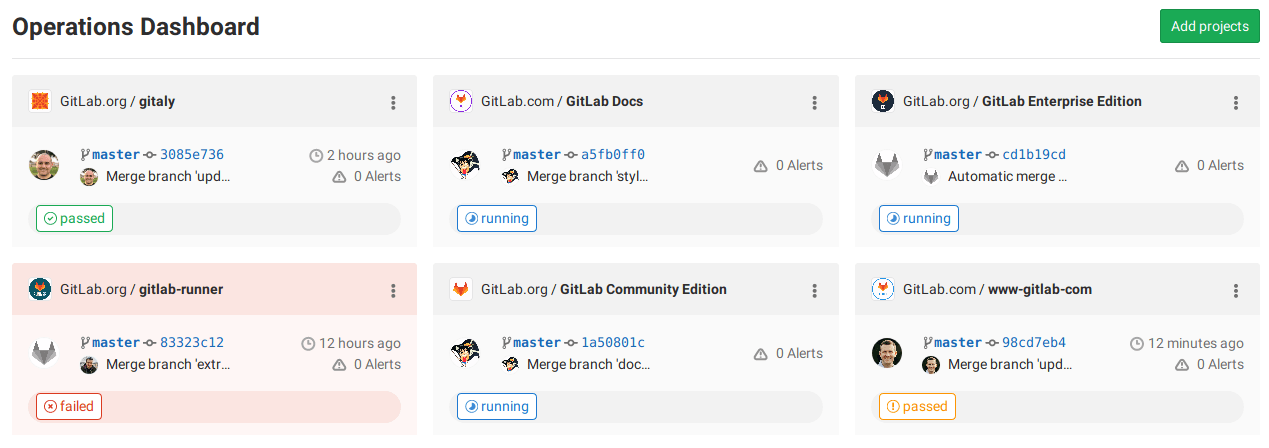 Operations Dashboard
Add projects
GitLab.org / gitaly
master 3085e736
2 hours ago
Merge branch 'upd...
0 Alerts
passed
GitLab.com / GitLab Docs
master a5fb0ff0
Merge branch 'styl...
0 Alerts
running
GitLab.org / GitLab Enterprise Edition
master cd1b19cd
Automatic merge ...
0 Alerts
running
GitLab.org / gitlab-runner
master 83323c12
12 hours ago
Merge branch 'extr...
0 Alerts
failed
GitLab.org / GitLab Community Edition
master 1a50801c
Merge branch 'doc...
0 Alerts
running
GitLab.com / www-gitlab-com
master 98cd7eb4
12 minutes ago
Merge branch 'upd...
0 Alerts
passed